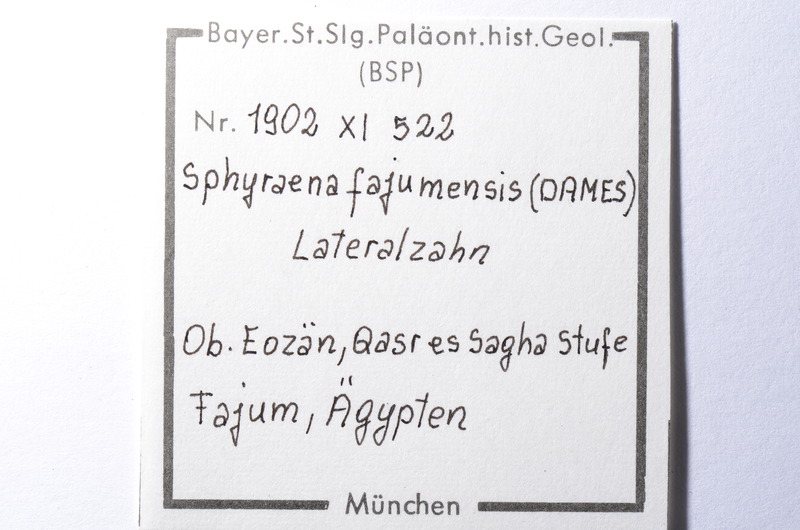 Bayer.St.Slg.Paläont.hist.Geol.
(BSP)
Nr. 1902 XI 522
Sphyraena fajumensis (DAMES)
Lateralzahn
Ob. Eozän, Qasr es Sagha Stufe
Fajum, Ägypten
München